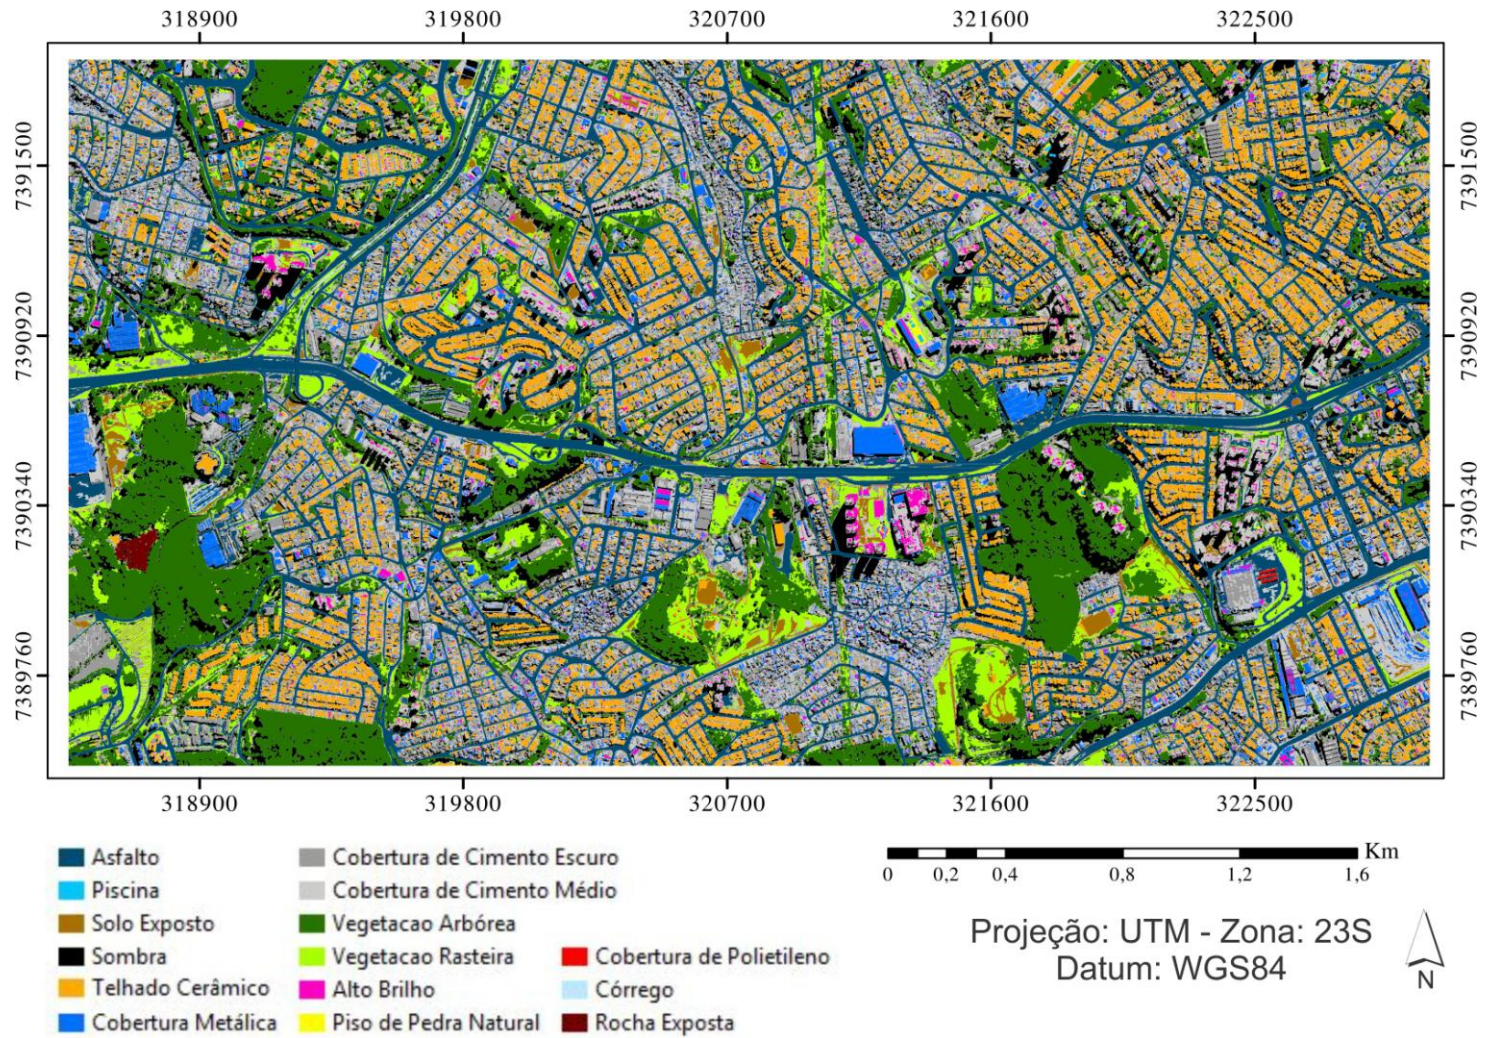 318900 319800 320700 321600 322500
7391500 7391500
7390920 7390920
7390340 7390340
7389760 7389760
318900 319800 320700 321600 322500
Asfalto
Piscina
Solo Exposto
Sombra
Telhado Cerâmico
Cobertura Metálica
Cobertura de Cimento Escuro
Cobertura de Cimento Médio
Vegetacao Arbórea
Vegetacao Rasteira
Alto Brilho
Piso de Pedra Natural
Cobertura de Polietileno
Córrego
Rocha Exposta
Km
0 0,2 0,4 0,8 1,2 1,6
Projeção: UTM - Zona: 23S
Datum: WGS84
N